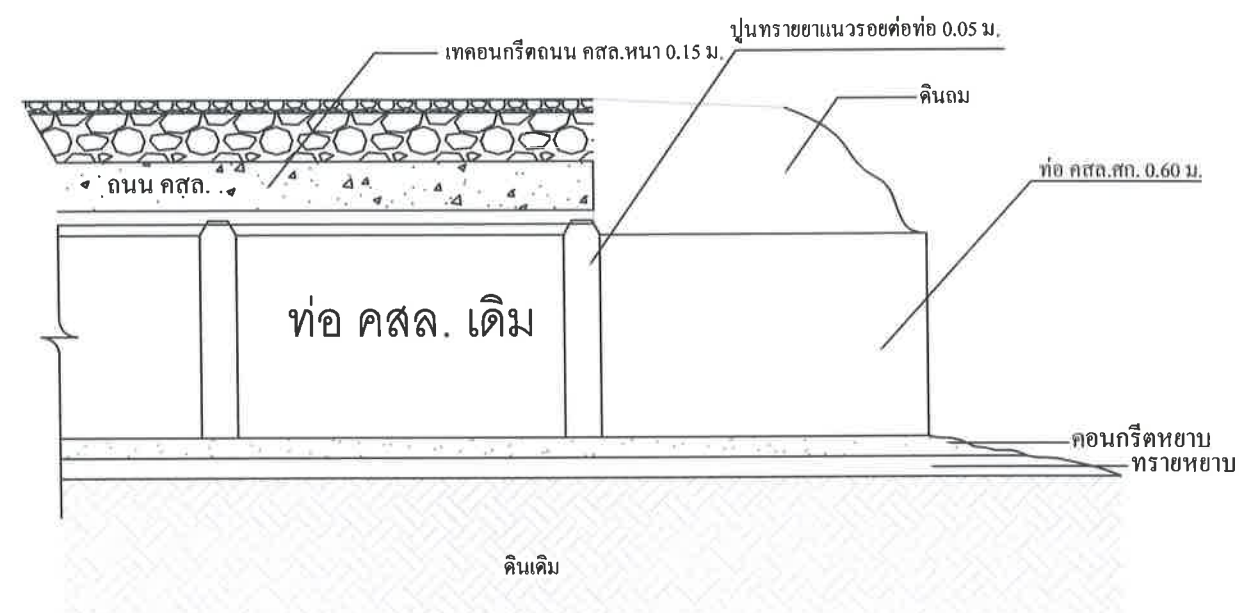 ปูนทรายยาแนวรอยต่อท่อ 0.05 ม.
เทคอนกรีตถนน คสล.หนา 0.15 ม.
ดินถม
ท่อ คสล.ศก. 0.60 ม.
ถนน คสล.
ท่อ คสล. เดิม
คอนกรีตหยาบ
ทรายหยาบ
ดินเดิม